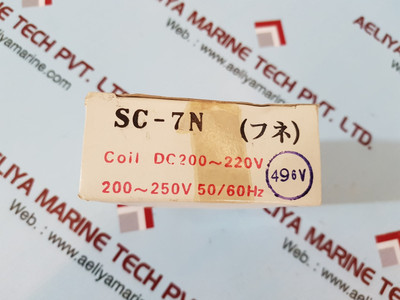 SC-7N (フネ)
Coil DC200～220V
200～250V 50/60Hz
496V
AELIYA MARINE TECH PVT. LTD.
Web. : www.aeliyamarine.com